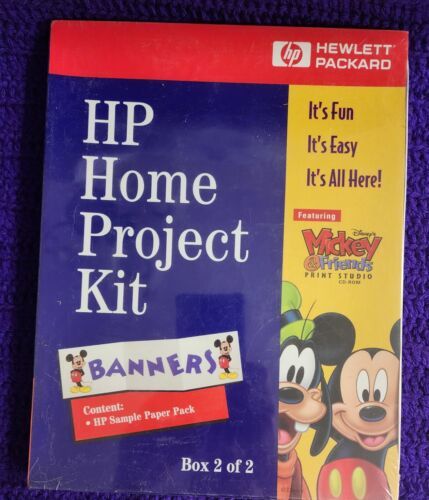 hp HEWLETT®
PACKARD
HP
Home
Project
Kit
It's Fun
It's Easy
It's All Here!
Featuring
Disney's
Mickey
& Friends
PRINT STUDIO
CD-ROM
BANNERS
Content:
• HP Sample Paper Pack
Box 2 of 2